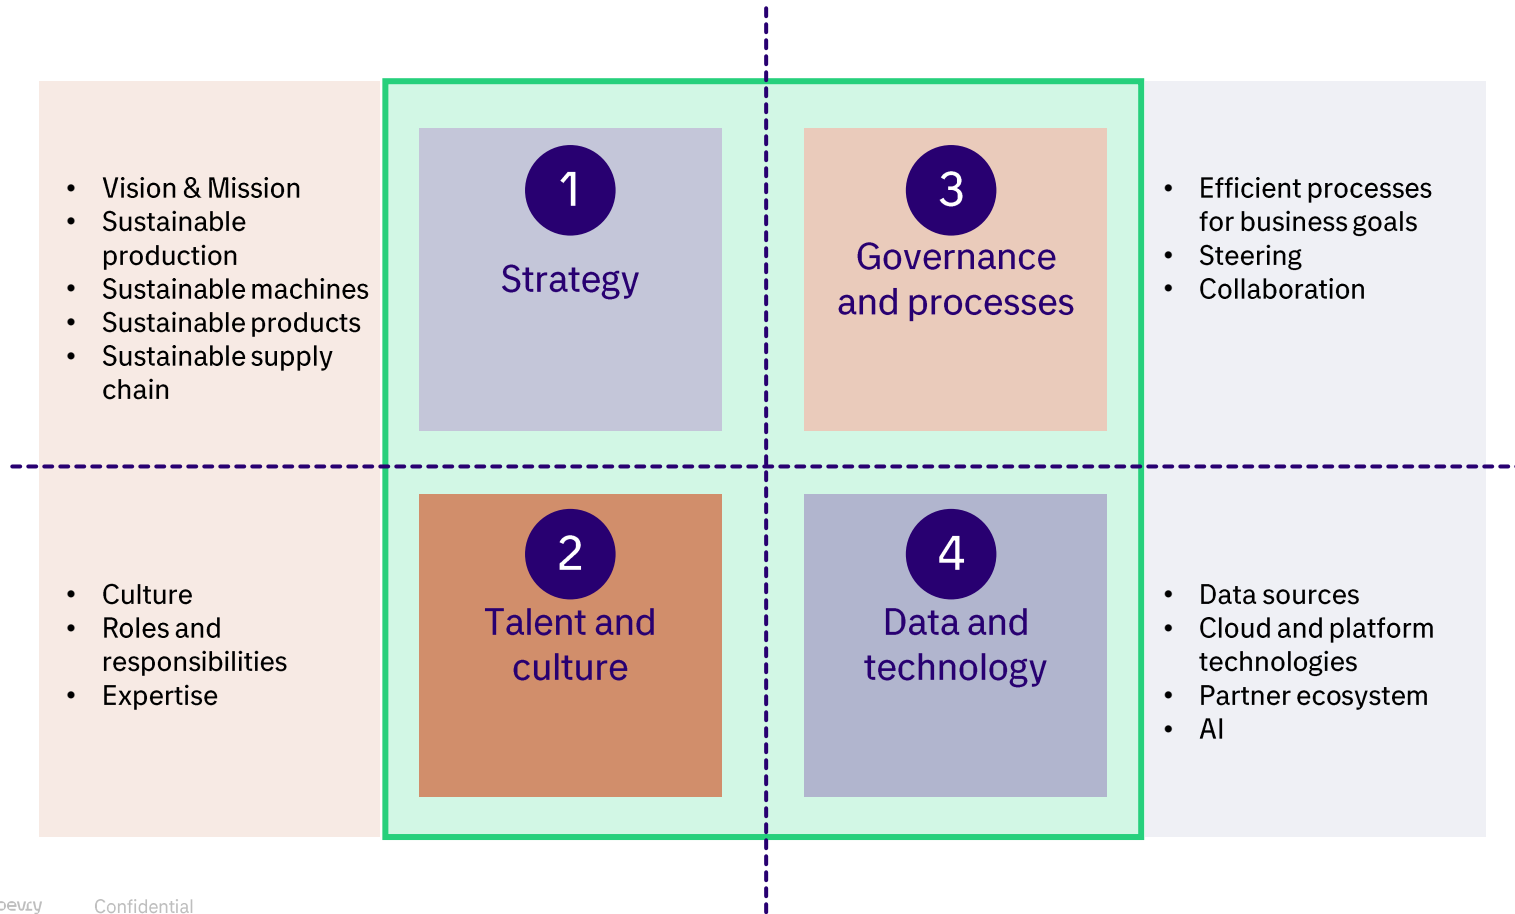 • Vision & Mission
• Sustainable
production
• Sustainable machines
• Sustainable products
• Sustainable supply
chain
1
Strategy
3
Governance
and processes
• Efficient processes
for business goals
• Steering
• Collaboration
• Culture
• Roles and
responsibilities
• Expertise
2
Talent and
culture
4
Data and
technology
• Data sources
• Cloud and platform
technologies
• Partner ecosystem
• AI
Confidential